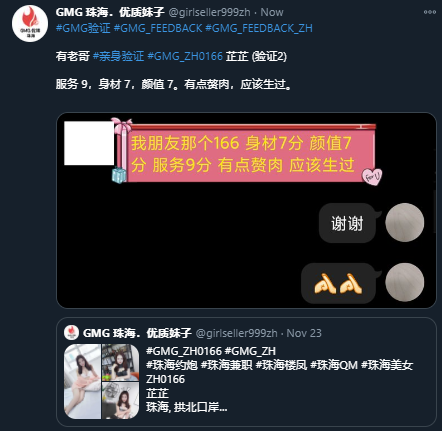 GMG 珠海．优质妹子 @girlseller999zh · Now
#GMG验证 #GMG_FEEDBACK #GMG_FEEDBACK_ZH
有老哥 #亲身验证 #GMG_ZH0166 芷芷 (验证2)
服务 9，身材 7，颜值 7。有点赘肉，应该生过。
我朋友那个166 身材7分 颜值7
分 服务9分 有点赘肉 应该生过
for U
谢谢
GMG 珠海．优质妹子 @girlseller999zh · Nov 23
#GMG_ZH0166 #GMG_ZH
#珠海约炮 #珠海兼职 #珠海楼凤 #珠海QM #珠海美女
ZH0166
芷芷
珠海, 拱北口岸...